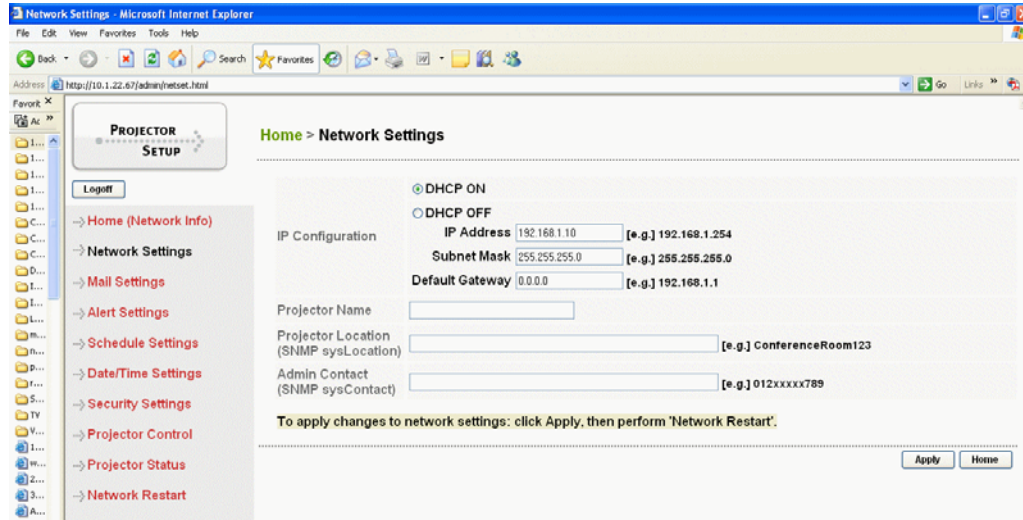 Network Settings - Microsoft Internet Explorer
File Edit View Favorites Tools Help
Back Search Favorites
Address http://10.1.22.67/admin/netset.html Go Links
Favorit
PROJECTOR SETUP
Logoff
Home (Network Info)
Network Settings
Mail Settings
Alert Settings
Schedule Settings
Date/Time Settings
Security Settings
Projector Control
Projector Status
Network Restart
Home > Network Settings
IP Configuration
DHCP ON
DHCP OFF
IP Address 192.168.1.10 [e.g.] 192.168.1.254
Subnet Mask 255.255.255.0 [e.g.] 255.255.255.0
Default Gateway 0.0.0.0 [e.g.] 192.168.1.1
Projector Name
Projector Location
(SNMP sysLocation) [e.g.] ConferenceRoom123
Admin Contact
(SNMP sysContact) [e.g.] 012xxxxx789
To apply changes to network settings: click Apply, then perform 'Network Restart'.
Apply Home